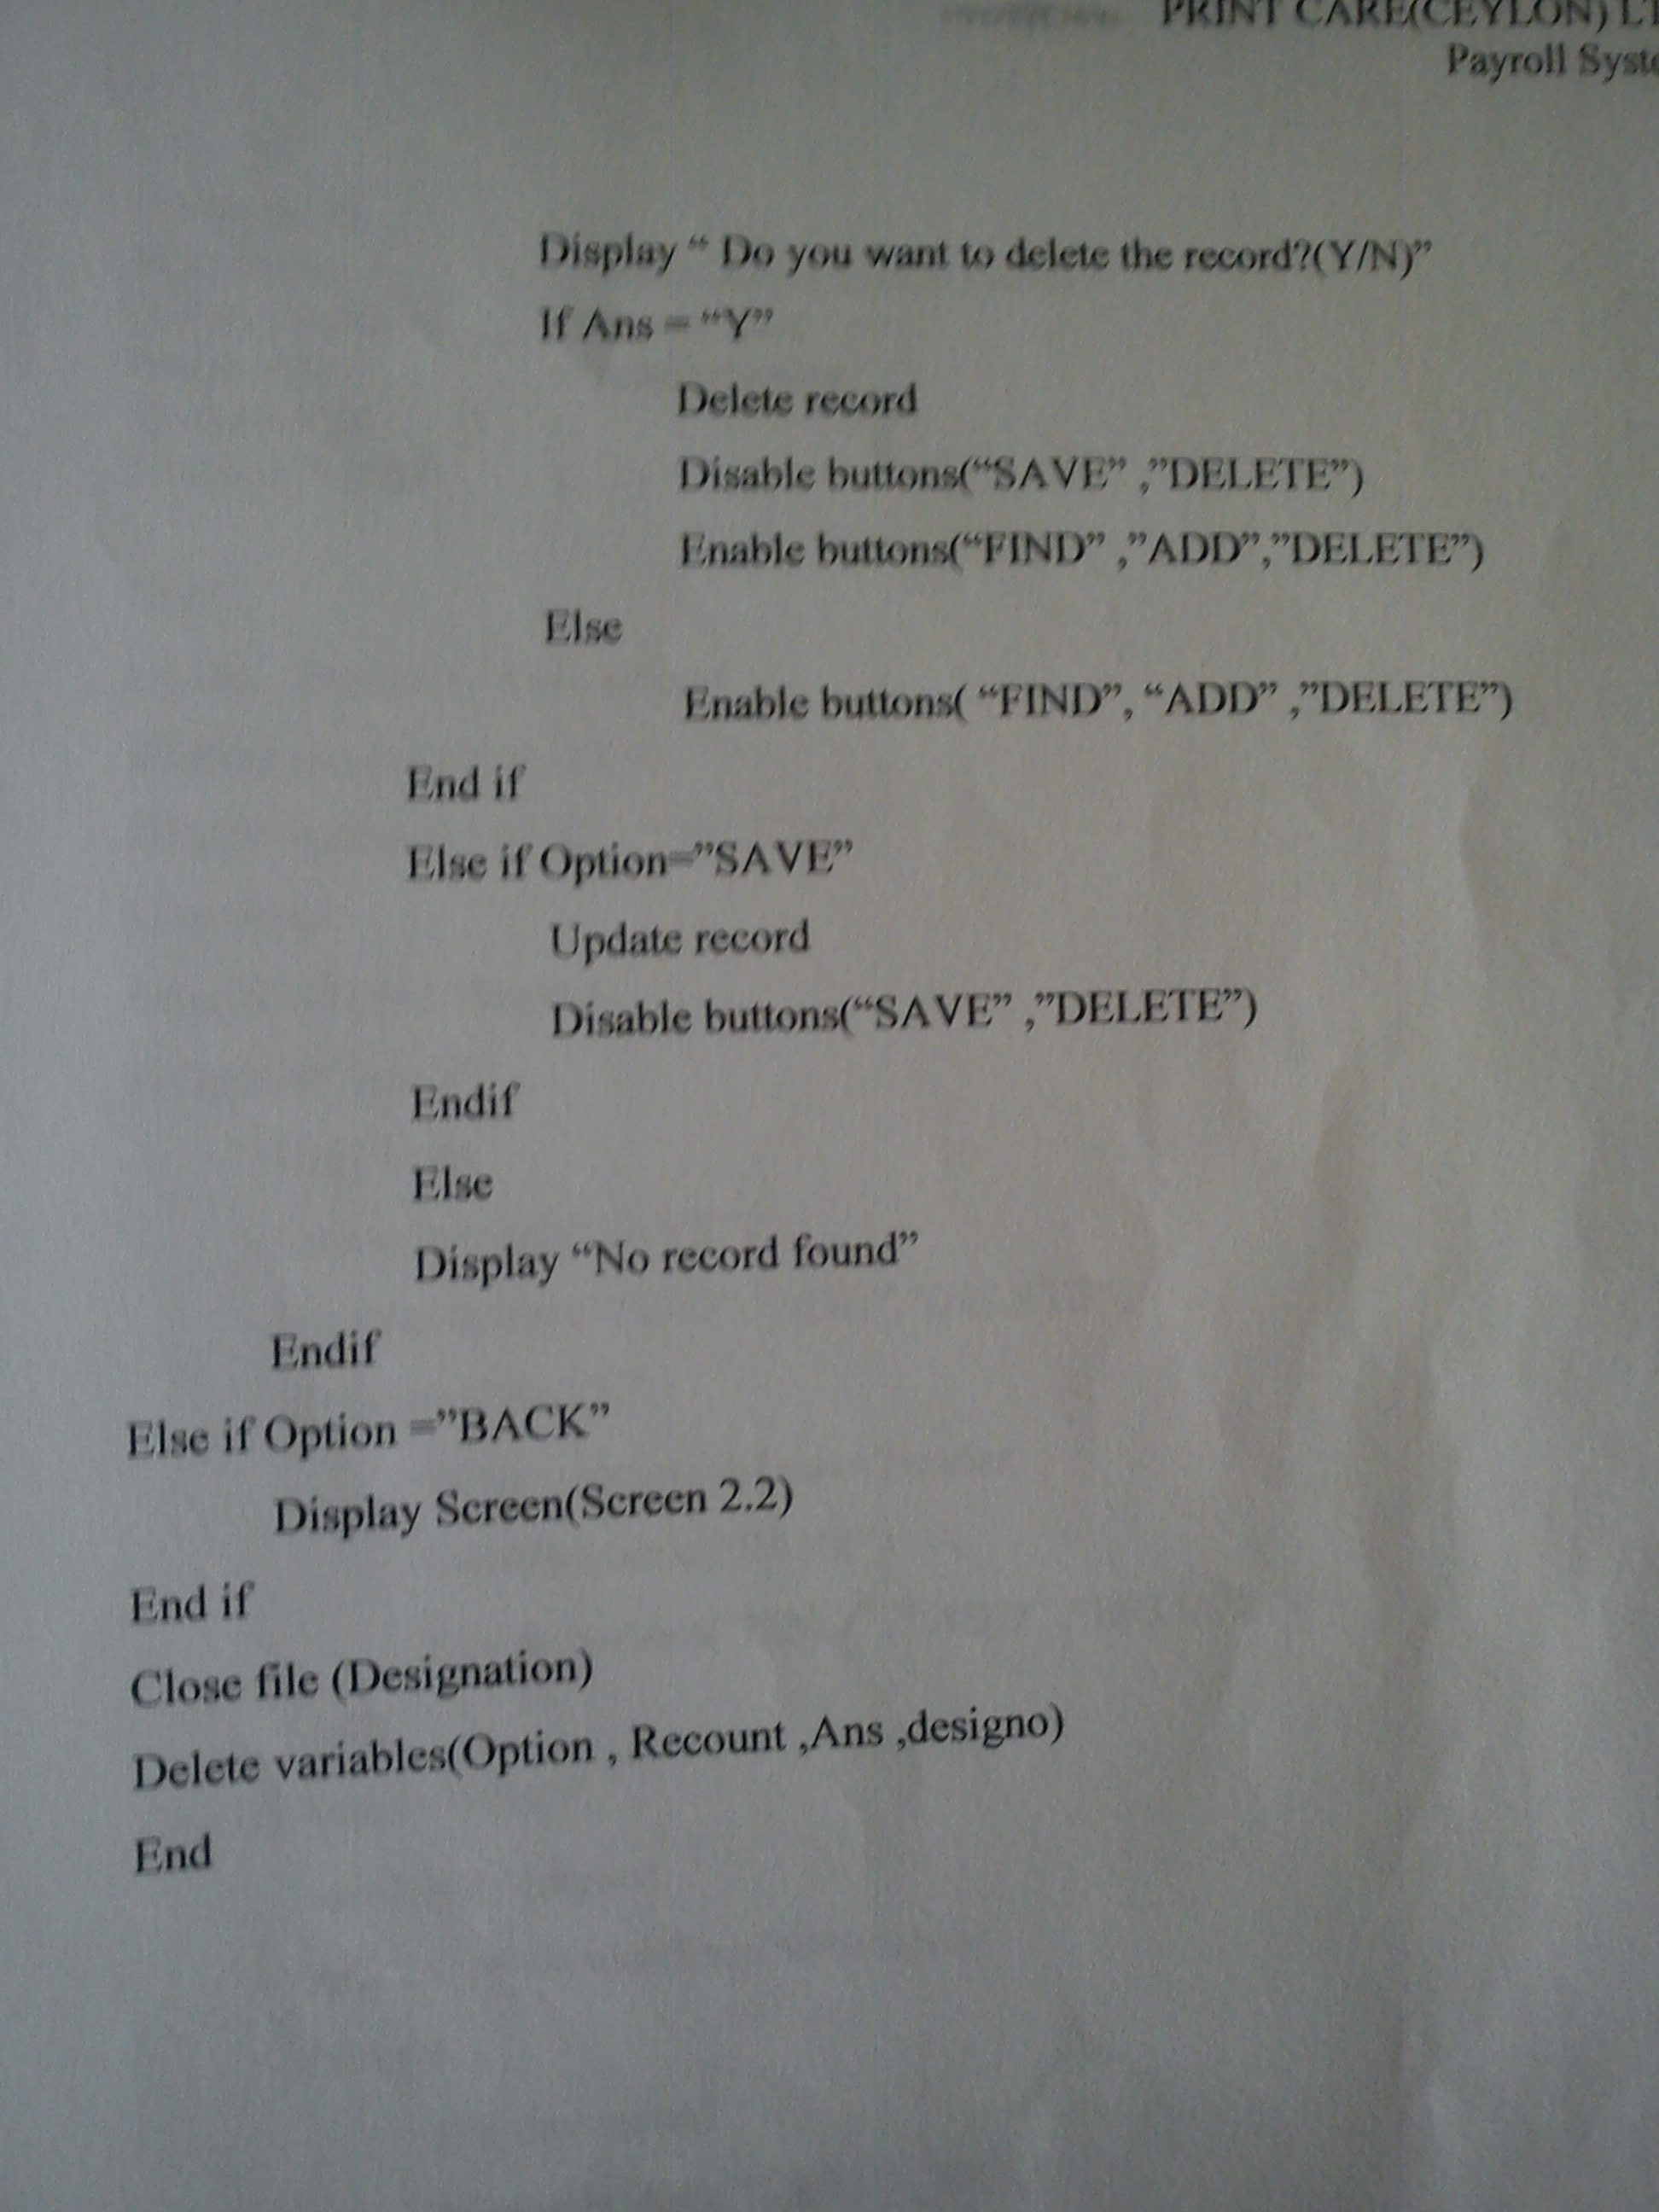 PRINT CARE(CEYLON)
Payroll
Display “ Do you want to delete the record?(Y/N)”
If Ans = “Y”
Delete record
Disable buttons(“SAVE” ,”DELETE”)
Enable buttons(“FIND” ,”ADD”,”DELETE”)
Else
Enable buttons( “FIND”, “ADD” ,”DELETE”)
End if
Else if Option=”SAVE”
Update record
Disable buttons(“SAVE” ,”DELETE”)
Endif
Else
Display “No record found”
Endif
Else if Option =”BACK”
Display Screen(Screen 2.2)
End if
Close file (Designation)
Delete variables(Option , Recount ,Ans ,designo)
End